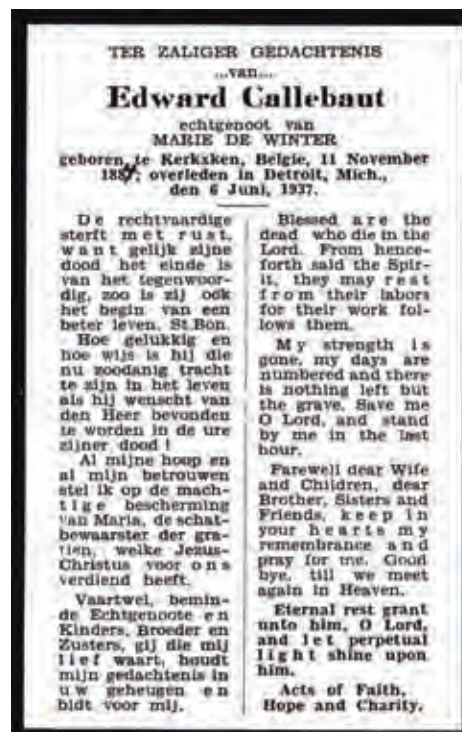 TER ZALIGER GEDACHTENIS
...van...
Edward Callebaut
echtgenoot van
MARIE DE WINTER
geboren te Kerksken, Belgie, 11 November
overleden in Detroit, Mich.,
den 6 Juni, 1937.
De rechtvaardige
sterft met rust,
want gelijk zijne
dood het einde is
van het tegenwoor-
dig, zoo is zij ook
het begin van een
beter leven. St.Bon.
Hoe gelukkig en
hoe wijs is hij die
nu zoodanig tracht
te zijn in het leven
als hij wenscht van
den Heer bevonden
te worden in de ure
zijner dood !
Al mijne hoop en
al mijn betrouwen
stel ik op de mach-
tige bescherming
van Maria, de schat-
bewaarster der gra-
tien, welke Jezus-
Christus voor ons
verdiend heeft.
Vaartwel, bemin-
de Echtgenoote en
Kinders, Broeder en
Zusters, gij die mij
lief waart, houdt
mijn gedachtenis in
uw geheugen en
bidt voor mij.
Blessed are the
dead who die in the
Lord. From hence-
forth said the Spir-
it, they may rest
from their labors
for their work fol-
lows them.
My strength is
gone, my days are
numbered and there
is nothing left but
the grave. Save me
O Lord, and stand
by me in the last
hour.
Farewell dear Wife
and Children, dear
Brother, Sisters and
Friends, keep in
your hearts my
remembrance and
pray for me. Good
bye, till we meet
again in Heaven.
Eternal rest grant
unto him, O Lord,
and let perpetual
light shine upon
him.
Acts of Faith,
Hope and Charity.